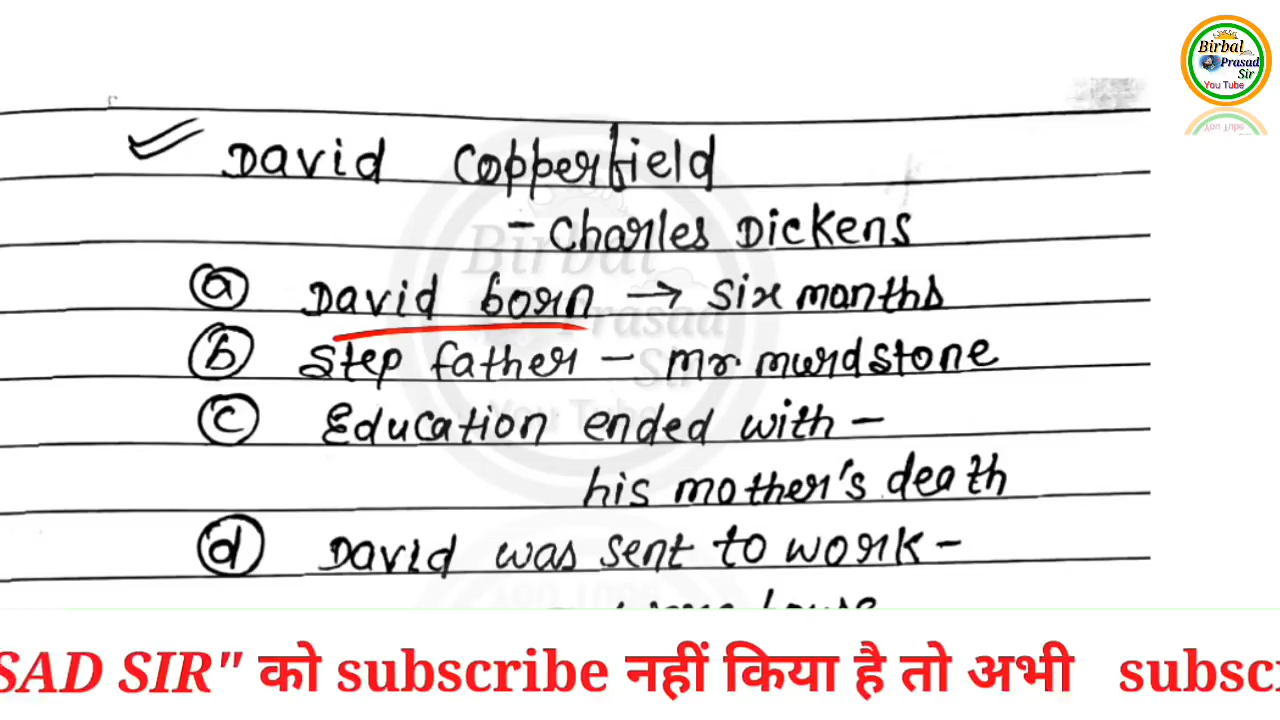 Birbal
Prasad
Sir
You Tube
David Copperfield
- Charles Dickens
(a) David born → six months
(b) Step father - mr. murdstone
(c) Education ended with -
his mother's death
(d) David was sent to work -
SAD SIR" को subscribe नहीं किया है तो अभी subsc